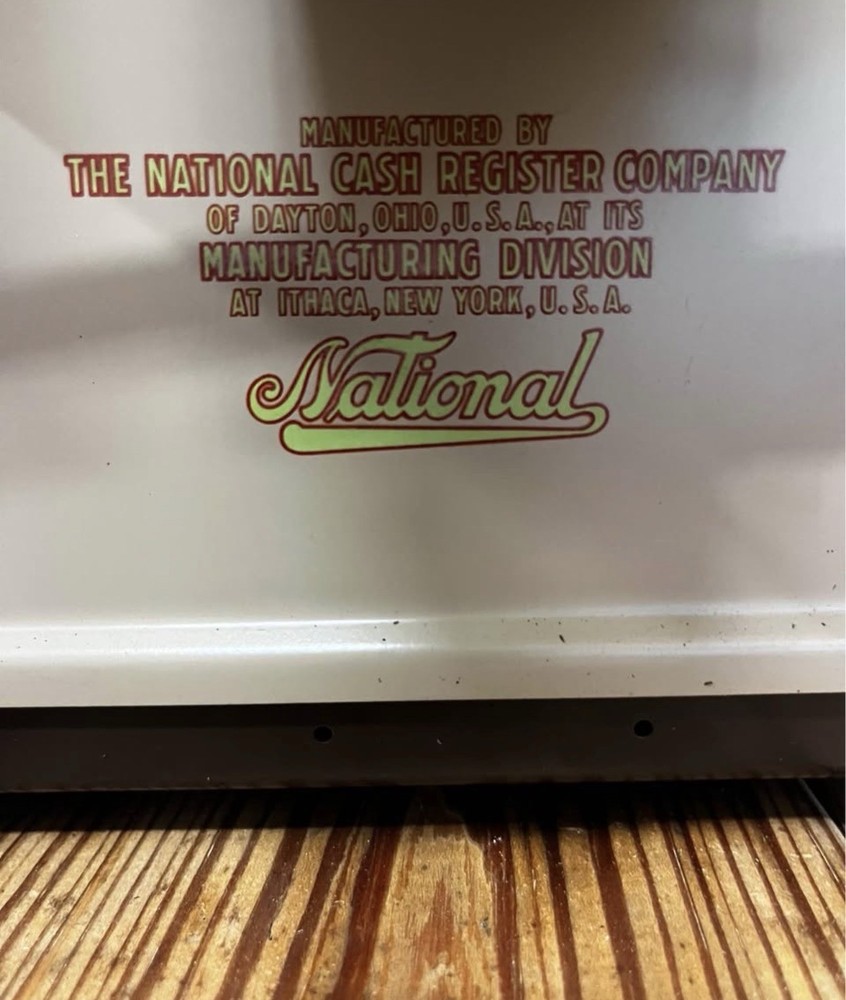 MANUFACTURED BY
THE NATIONAL CASH REGISTER COMPANY
OF DAYTON, OHIO, U.S.A., AT ITS
MANUFACTURING DIVISION
AT ITHACA, NEW YORK, U.S.A.
National